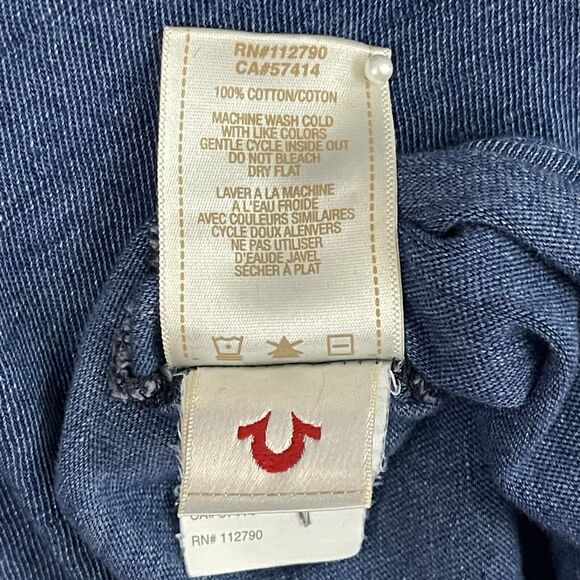 RN#112790
CA#57414
100% COTTON/COTON
MACHINE WASH COLD
WITH LIKE COLORS
GENTLE CYCLE INSIDE OUT
DO NOT BLEACH
DRY FLAT
LAVER A LA MACHINE
A L'EAU FROIDE
AVEC COULEURS SIMILAIRES
CYCLE DOUX ALENVERS
NE PAS UTILISER
D'EAUDE JAVEL
SÉCHER À PLAT
RN# 112790